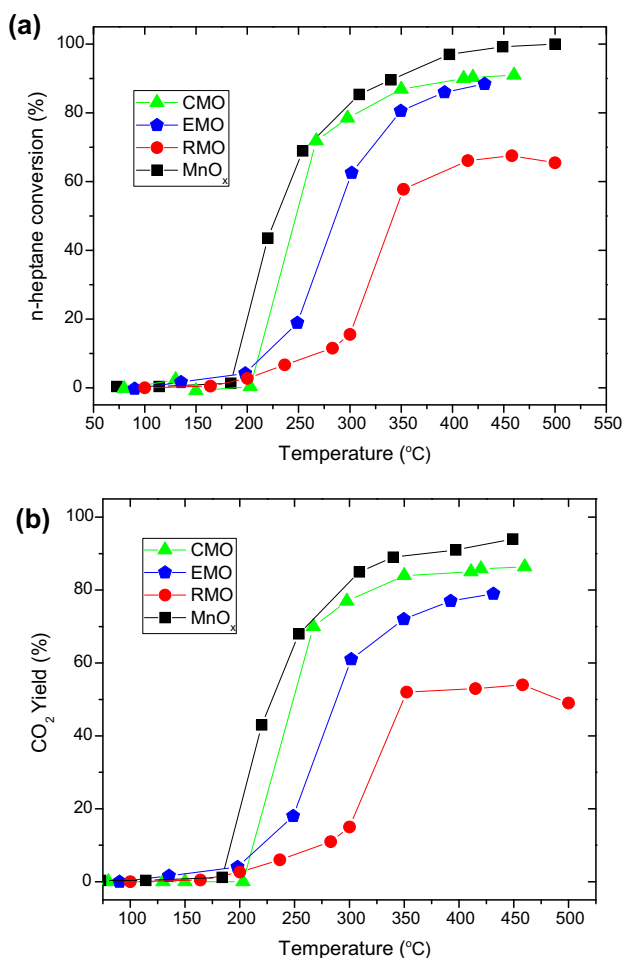 (a)
100
80
60
40
20
0
n-heptane conversion (%)
CMO
EMO
RMO
MnOₓ
50 100 150 200 250 300 350 400 450 500 550
Temperature (°C)
(b)
100
80
60
40
20
0
CO₂ Yield (%)
CMO
EMO
RMO
MnOₓ
100 150 200 250 300 350 400 450 500
Temperature (°C)